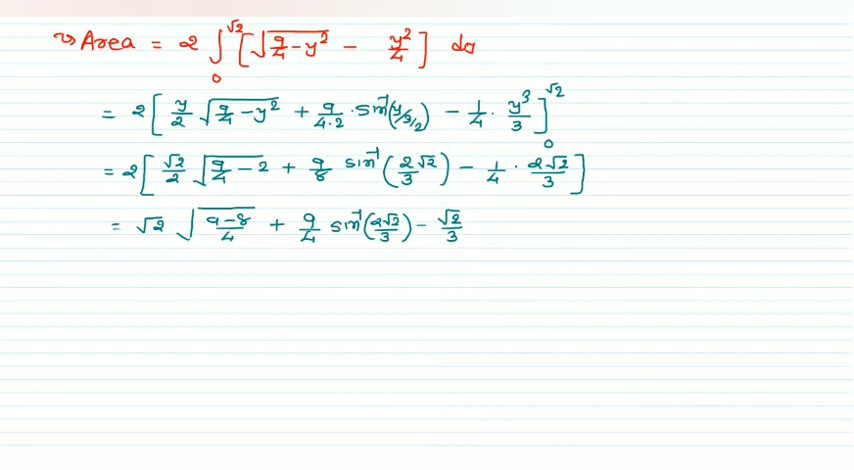 ⇒ Area = 2 ∫₀^√2 [√(9/4 - y²) - y²/4] dy
= 2 [y/2 √(9/4 - y²) + 9/(4·2) · sin⁻¹(y/(3/2)) - 1/4 · y³/3]₀^√2
= 2 [√2/2 √(9/4 - 2) + 9/8 sin⁻¹(2√2/3) - 1/4 · 2√2/3]
= √2 √((9-8)/4) + 9/4 sin⁻¹(2√2/3) - √2/3